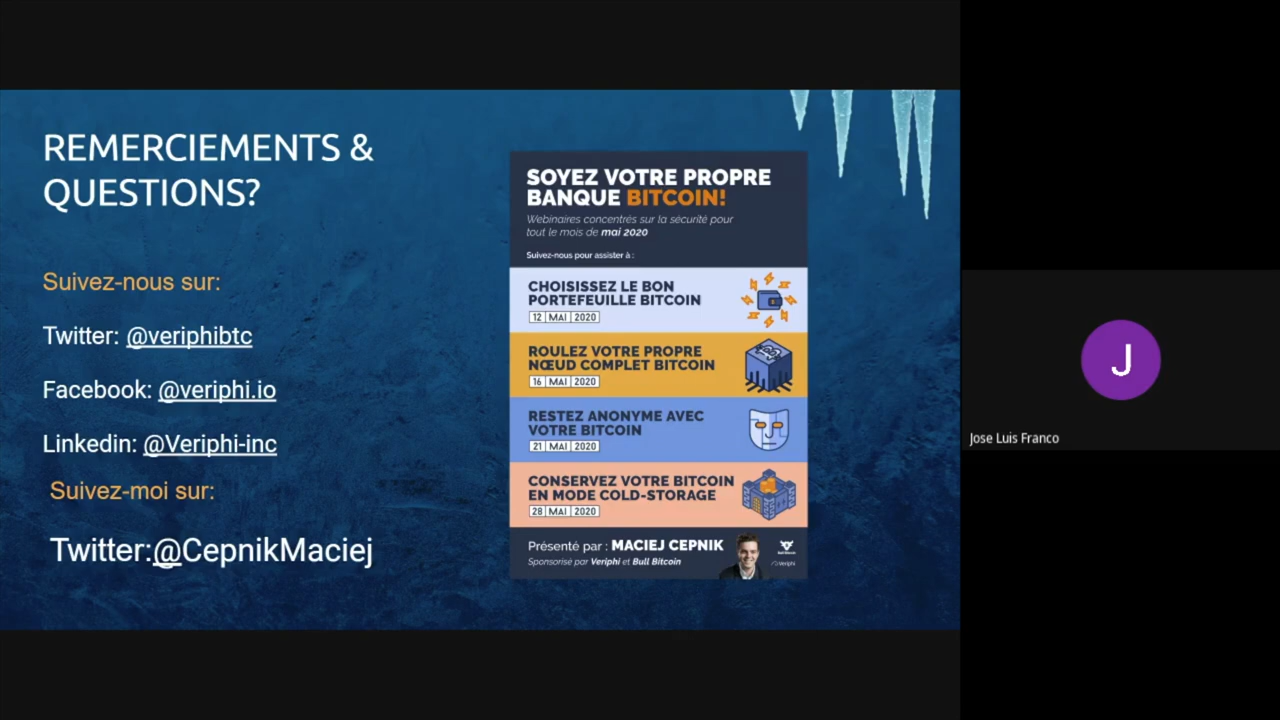 REMERCIEMENTS &
QUESTIONS?
Suivez-nous sur:
Twitter: @veriphibtc
Facebook: @veriphi.io
Linkedin: @Veriphi-inc
Suivez-moi sur:
Twitter:@CepnikMaciej
SOYEZ VOTRE PROPRE
BANQUE BITCOIN!
Webinaires concentrés sur la sécurité pour
tout le mois de mai 2020
Suivez-nous pour assister à :
CHOISISSEZ LE BON
PORTEFEUILLE BITCOIN
12 | MAI | 2020
ROULEZ VOTRE PROPRE
NŒUD COMPLET BITCOIN
16 | MAI | 2020
RESTEZ ANONYME AVEC
VOTRE BITCOIN
21 | MAI | 2020
CONSERVEZ VOTRE BITCOIN
EN MODE COLD-STORAGE
28 | MAI | 2020
Présenté par : MACIEJ CEPNIK
Sponsorisé par Veriphi et Bull Bitcoin
Bull Bitcoin
Veriphi
J
Jose Luis Franco